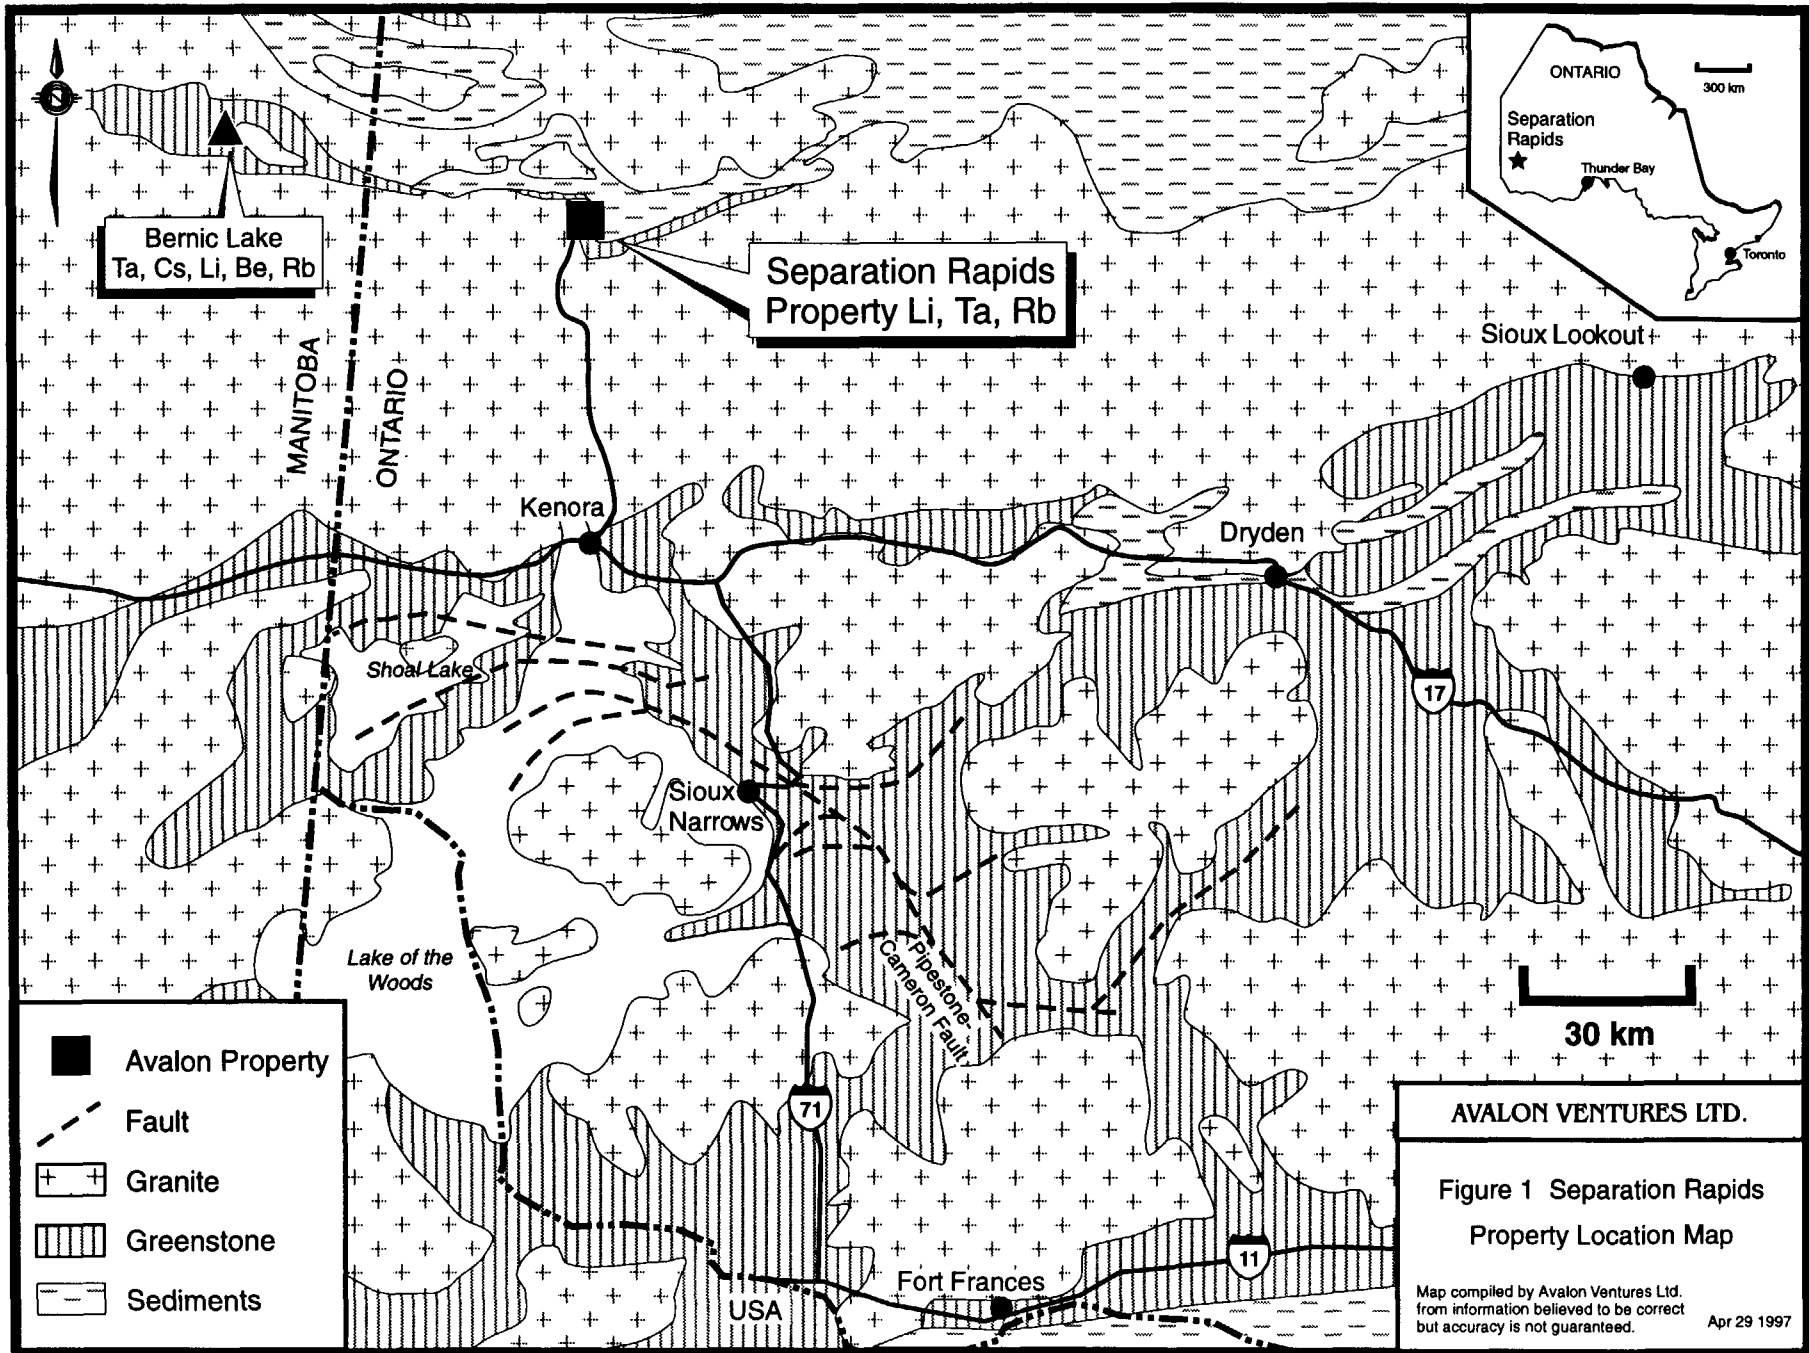 ONTARIO
300 km
Separation
Rapids
Thunder Bay
Toronto
N
Bernic Lake
Ta, Cs, Li, Be, Rb
Separation Rapids
Property Li, Ta, Rb
Sioux Lookout
MANITOBA
ONTARIO
Kenora
Dryden
Shoal Lake
17
Sioux
Narrows
Lake of the
Woods
Pipestone-
Cameron Fault
30 km
71
11
Fort Frances
USA
Avalon Property
Fault
Granite
Greenstone
Sediments
AVALON VENTURES LTD.
Figure 1 Separation Rapids
Property Location Map
Map compiled by Avalon Ventures Ltd.
from information believed to be correct
but accuracy is not guaranteed.
Apr 29 1997